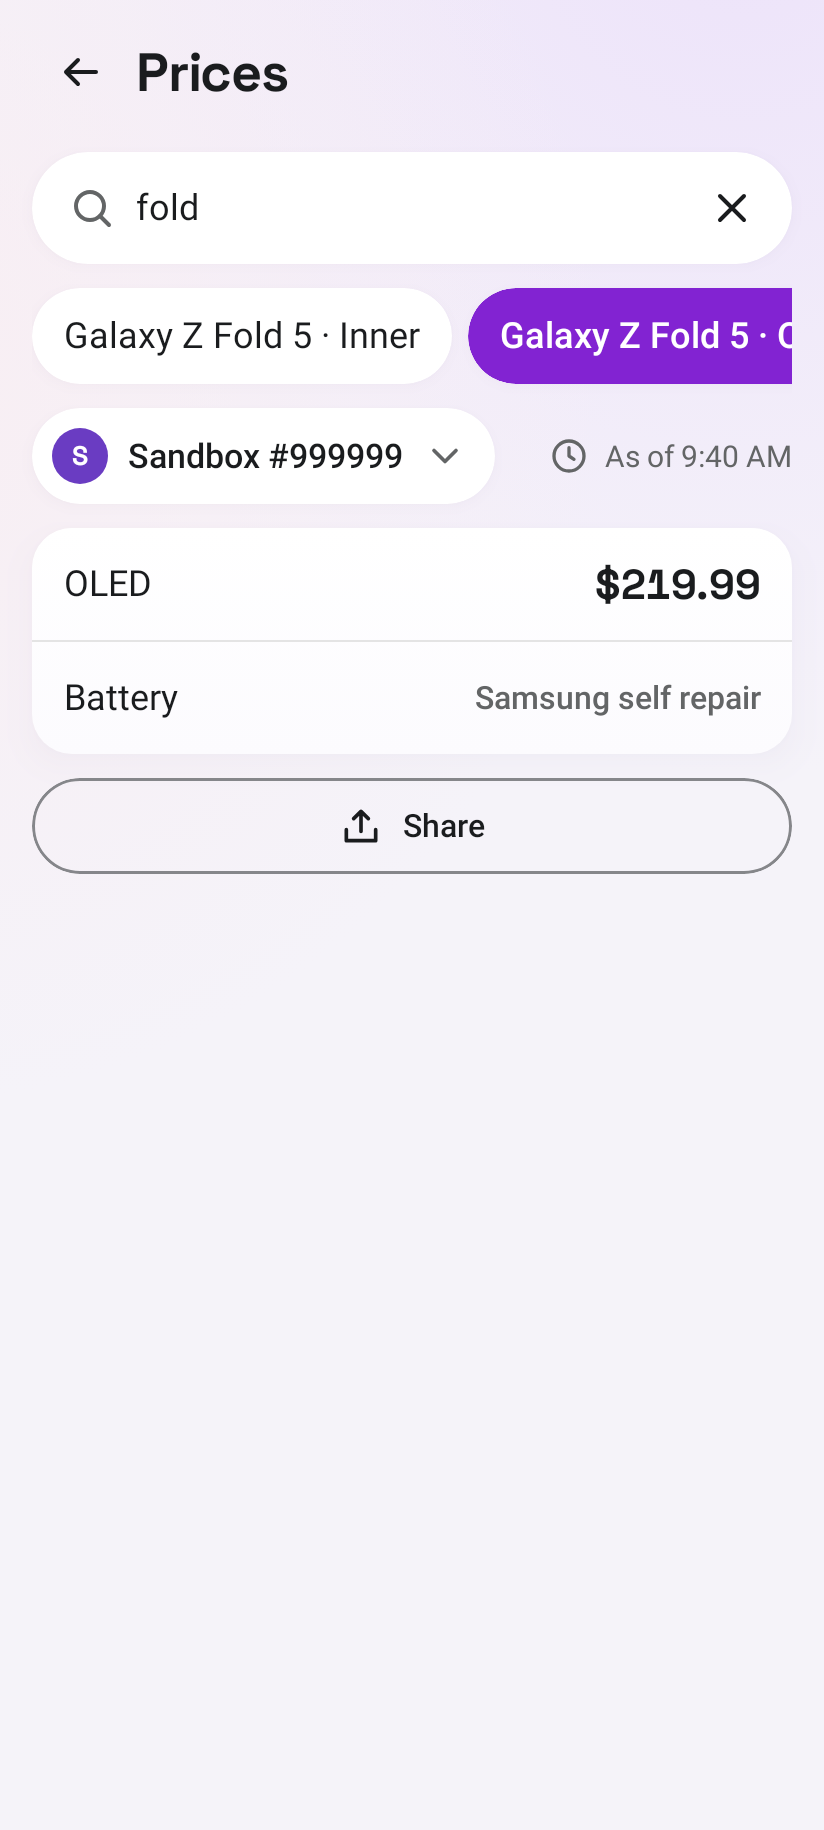 Prices
fold
Galaxy Z Fold 5 · Inner
Galaxy Z Fold 5 ·
S
Sandbox #999999
As of 9:40 AM
OLED
$219.99
Battery
Samsung self repair
Share